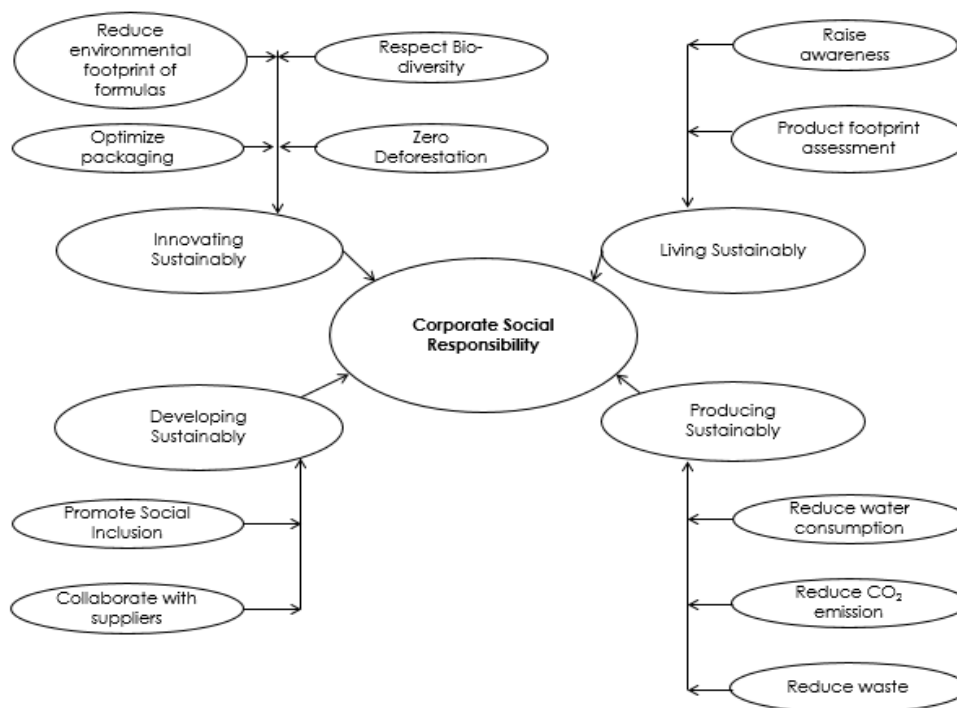 Reduce
environmental
footprint of
formulas
Respect Bio-
diversity
Optimize
packaging
Zero
Deforestation
Innovating
Sustainably
Raise
awareness
Product footprint
assessment
Living Sustainably
Corporate Social
Responsibility
Developing
Sustainably
Promote Social
Inclusion
Collaborate with
suppliers
Producing
Sustainably
Reduce water
consumption
Reduce CO₂
emission
Reduce waste